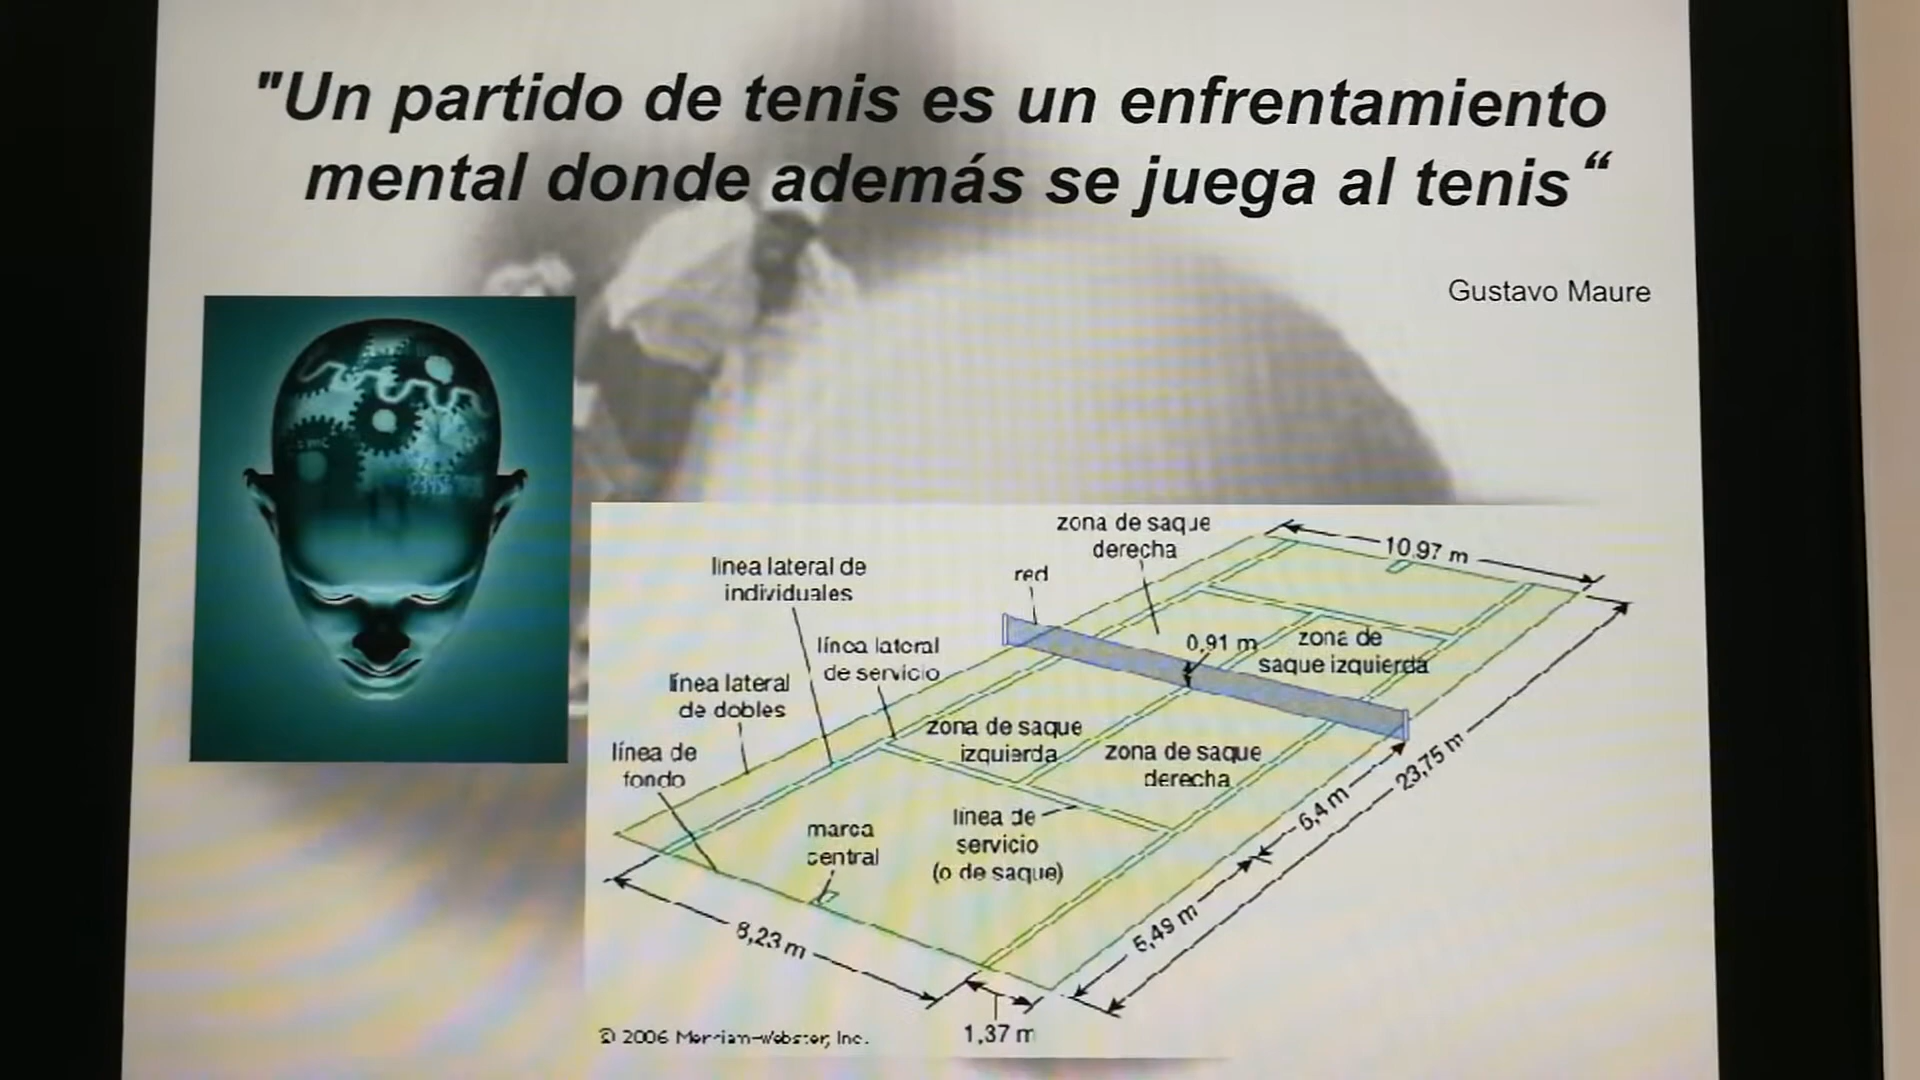 "Un partido de tenis es un enfrentamiento
mental donde además se juega al tenis“
Gustavo Maure
zona de saque
derecha
10,97 m
línea lateral de
individuales
red
línea lateral
de servicio
0,91 m
zona de
saque izquierda
línea lateral
de dobles
zona de saque
izquierda
zona de saque
derecha
línea de
fondo
23,75 m
6,4 m
marca
central
línea de
servicio
(o de saque)
5,49 m
8,23 m
1,37 m
© 2006 Merriam-Webster, Inc.